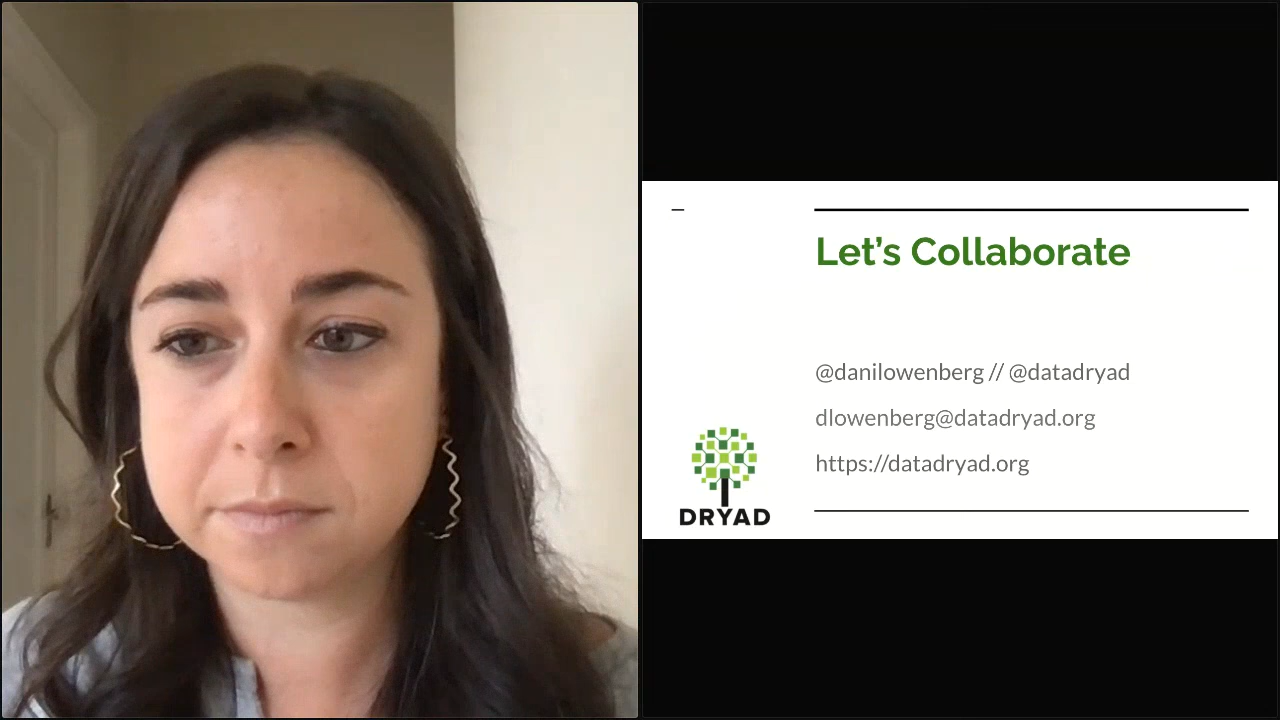 Let’s Collaborate
@danilowenberg // @datadryad
dlowenberg@datadryad.org
https://datadryad.org
DRYAD